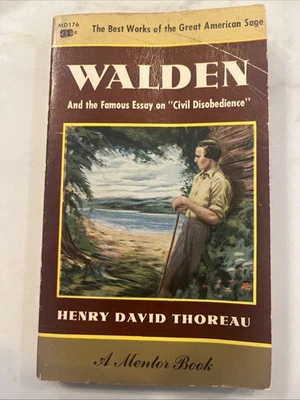 MD176
The Best Works of the Great American Sage
WALDEN
And the Famous Essay on "Civil Disobedience"
HENRY DAVID THOREAU
A Mentor Book